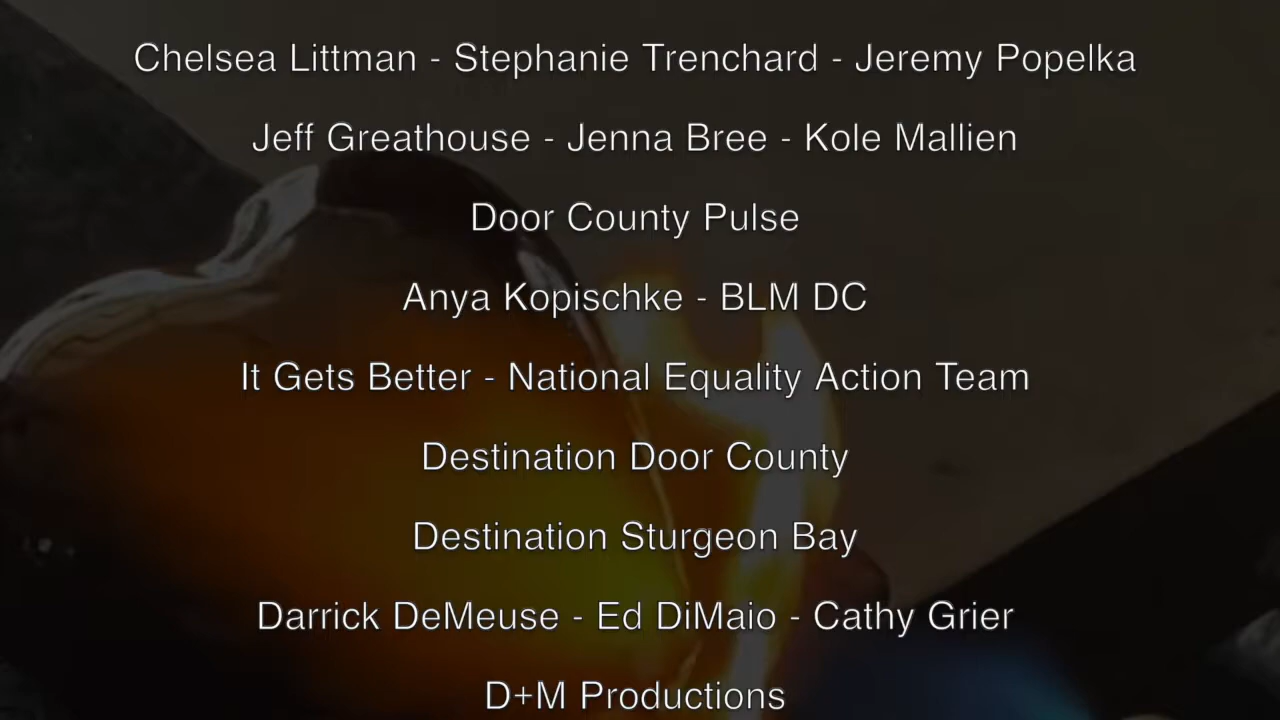 Chelsea Littman - Stephanie Trenchard - Jeremy Popelka
Jeff Greathouse - Jenna Bree - Kole Mallien
Door County Pulse
Anya Kopischke - BLM DC
It Gets Better - National Equality Action Team
Destination Door County
Destination Sturgeon Bay
Darrick DeMeuse - Ed DiMaio - Cathy Grier
D+M Productions